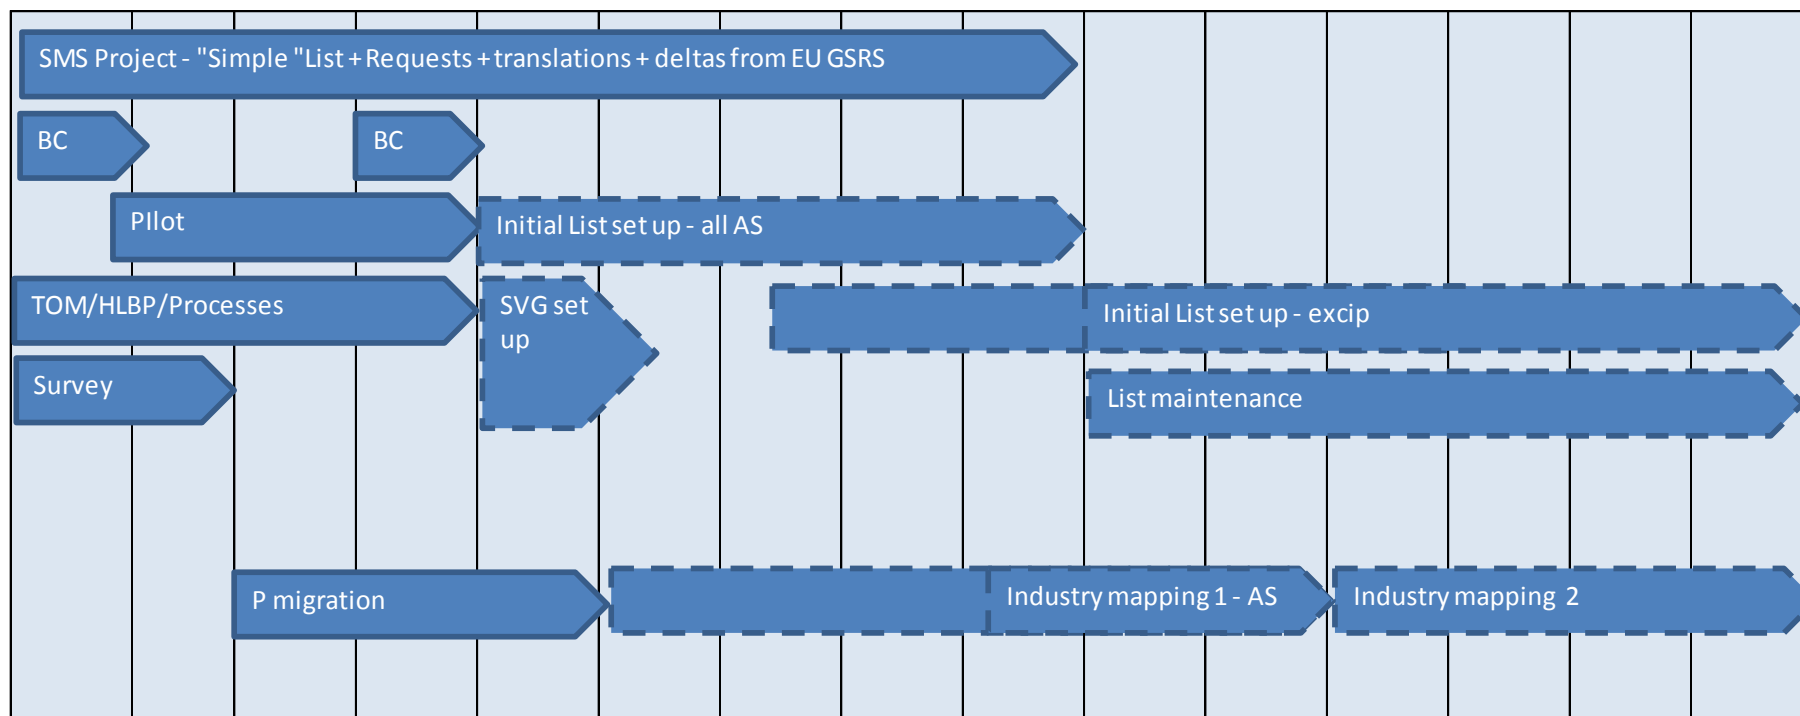 SMS Project - "Simple "List + Requests + translations + deltas from EU GSRS
BC
BC
PIlot
Initial List set up - all AS
TOM/HLBP/Processes
SVG set
up
Initial List set up - excip
Survey
List maintenance
P migration
Industry mapping 1 - AS
Industry mapping 2